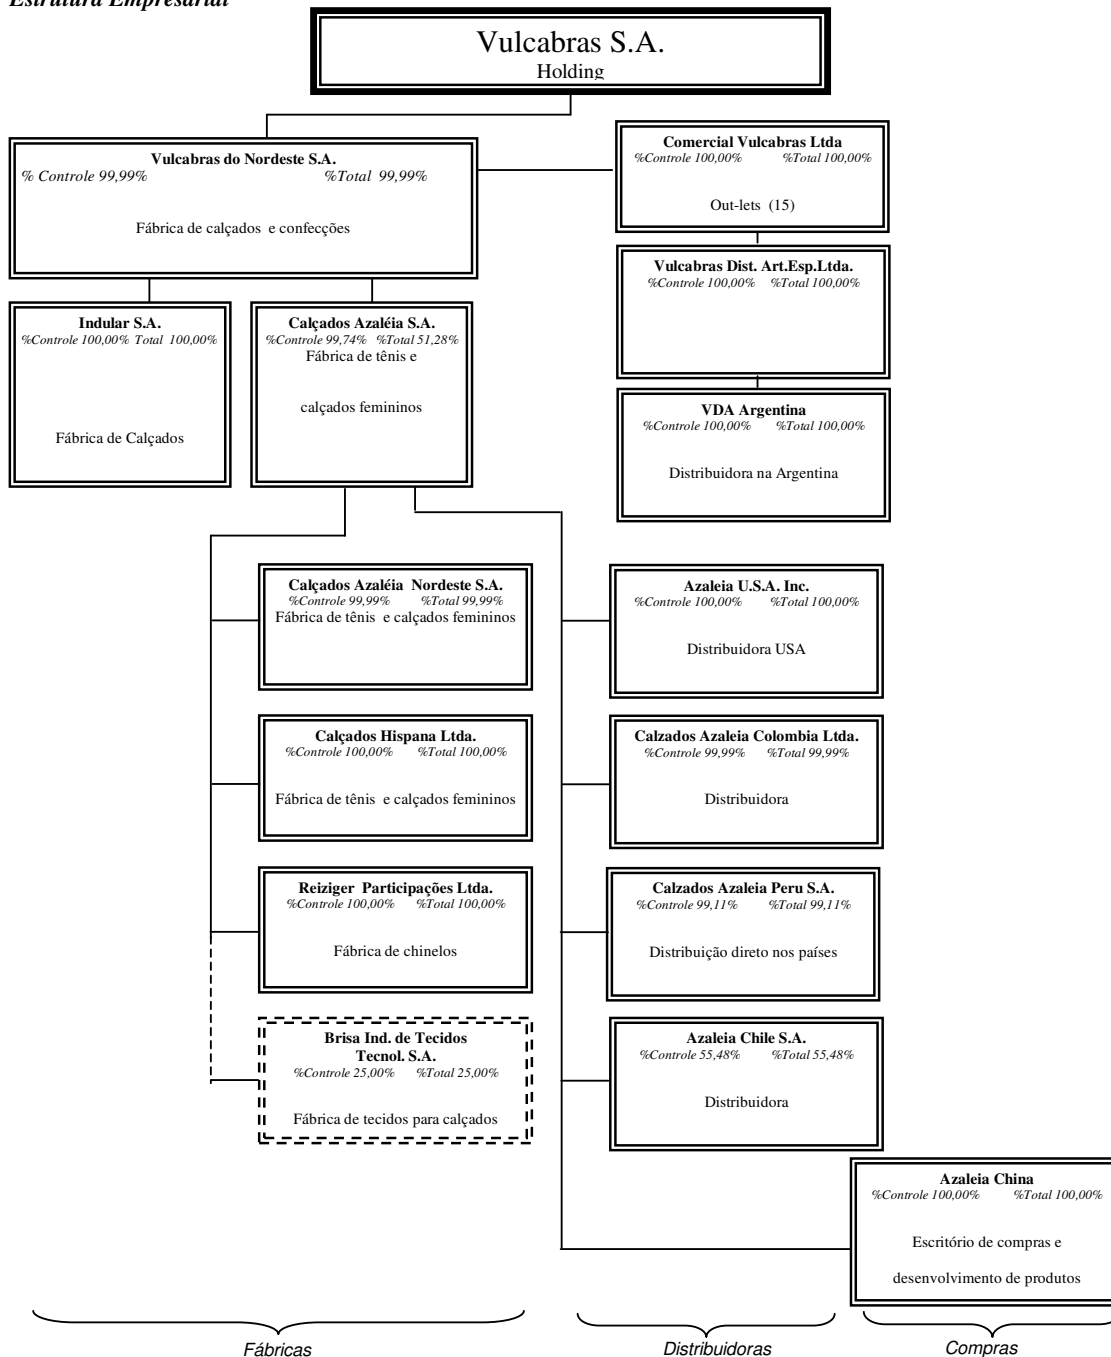 Estrutura Empresarial
Vulcabras S.A.
Holding
Vulcabras do Nordeste S.A.
% Controle 99,99% %Total 99,99%
Fábrica de calçados e confecções
Comercial Vulcabras Ltda
%Controle 100,00% %Total 100,00%
Out-lets (15)
Vulcabras Dist. Art.Esp.Ltda.
%Controle 100,00% %Total 100,00%
Indular S.A.
%Controle 100,00% Total 100,00%
Fábrica de Calçados
Calçados Azaléia S.A.
%Controle 99,74% %Total 51,28%
Fábrica de tênis e
calçados femininos
VDA Argentina
%Controle 100,00% %Total 100,00%
Distribuidora na Argentina
Calçados Azaléia Nordeste S.A.
%Controle 99,99% %Total 99,99%
Fábrica de tênis e calçados femininos
Azaleia U.S.A. Inc.
%Controle 100,00% %Total 100,00%
Distribuidora USA
Calçados Hispana Ltda.
%Controle 100,00% %Total 100,00%
Fábrica de tênis e calçados femininos
Calzados Azaleia Colombia Ltda.
%Controle 99,99% %Total 99,99%
Distribuidora
Reiziger Participações Ltda.
%Controle 100,00% %Total 100,00%
Fábrica de chinelos
Calzados Azaleia Peru S.A.
%Controle 99,11% %Total 99,11%
Distribuição direto nos países
Brisa Ind. de Tecidos
Tecnol. S.A.
%Controle 25,00% %Total 25,00%
Fábrica de tecidos para calçados
Azaleia Chile S.A.
%Controle 55,48% %Total 55,48%
Distribuidora
Azaleia China
%Controle 100,00% %Total 100,00%
Escritório de compras e
desenvolvimento de produtos
Fábricas
Distribuidoras
Compras